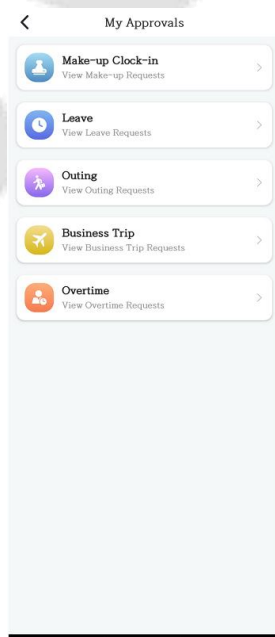 My Approvals
Make-up Clock-in
View Make-up Requests
Leave
View Leave Requests
Outing
View Outing Requests
Business Trip
View Business Trip Requests
Overtime
View Overtime Requests